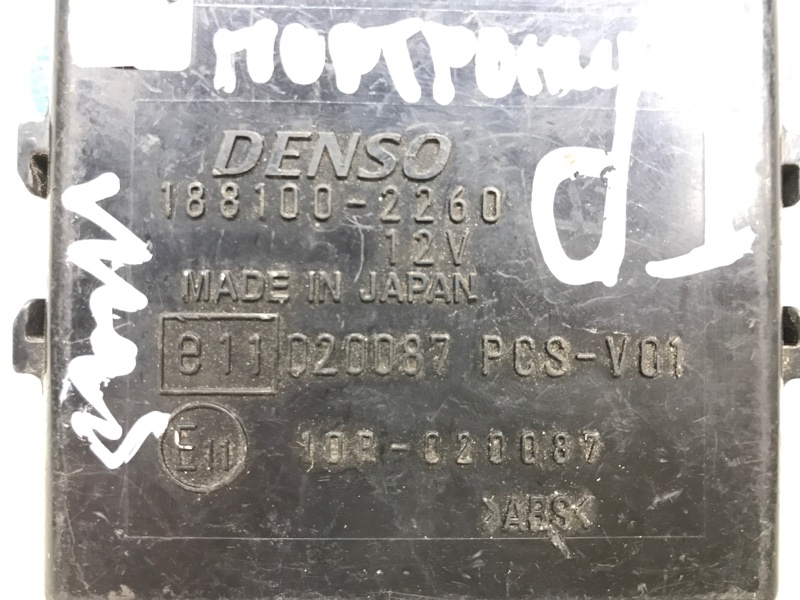 DENSO
188100-2260
12V
MADE IN JAPAN
e11 020087 PCS-V01
E11 10R-020087
>ABS<